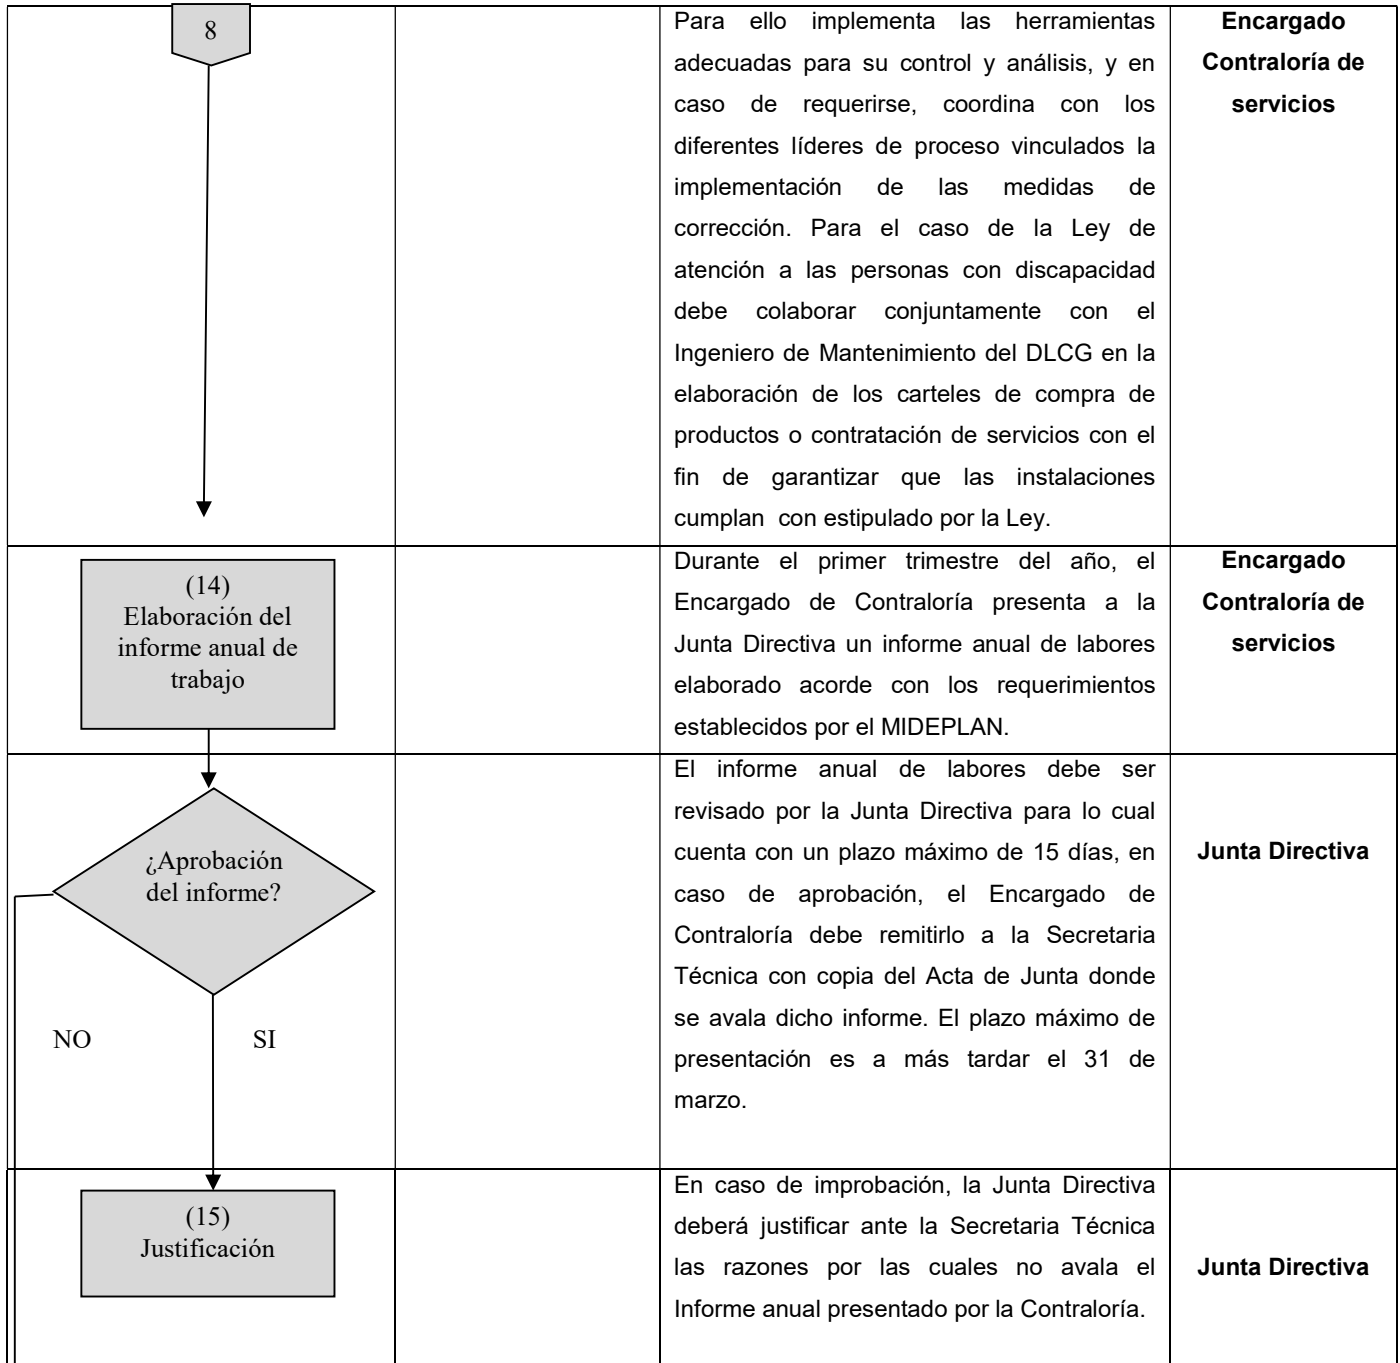 8
Para ello implementa las herramientas
adecuadas para su control y análisis, y en
caso de requerirse, coordina con los
diferentes líderes de proceso vinculados la
implementación de las medidas de
corrección. Para el caso de la Ley de
atención a las personas con discapacidad
debe colaborar conjuntamente con el
Ingeniero de Mantenimiento del DLCG en la
elaboración de los carteles de compra de
productos o contratación de servicios con el
fin de garantizar que las instalaciones
cumplan con estipulado por la Ley.
Encargado
Contraloría de
servicios
(14)
Elaboración del
informe anual de
trabajo
Durante el primer trimestre del año, el
Encargado de Contraloría presenta a la
Junta Directiva un informe anual de labores
elaborado acorde con los requerimientos
establecidos por el MIDEPLAN.
Encargado
Contraloría de
servicios
¿Aprobación
del informe?
NO
SI
El informe anual de labores debe ser
revisado por la Junta Directiva para lo cual
cuenta con un plazo máximo de 15 días, en
caso de aprobación, el Encargado de
Contraloría debe remitirlo a la Secretaria
Técnica con copia del Acta de Junta donde
se avala dicho informe. El plazo máximo de
presentación es a más tardar el 31 de
marzo.
Junta Directiva
(15)
Justificación
En caso de improbación, la Junta Directiva
deberá justificar ante la Secretaria Técnica
las razones por las cuales no avala el
Informe anual presentado por la Contraloría.
Junta Directiva